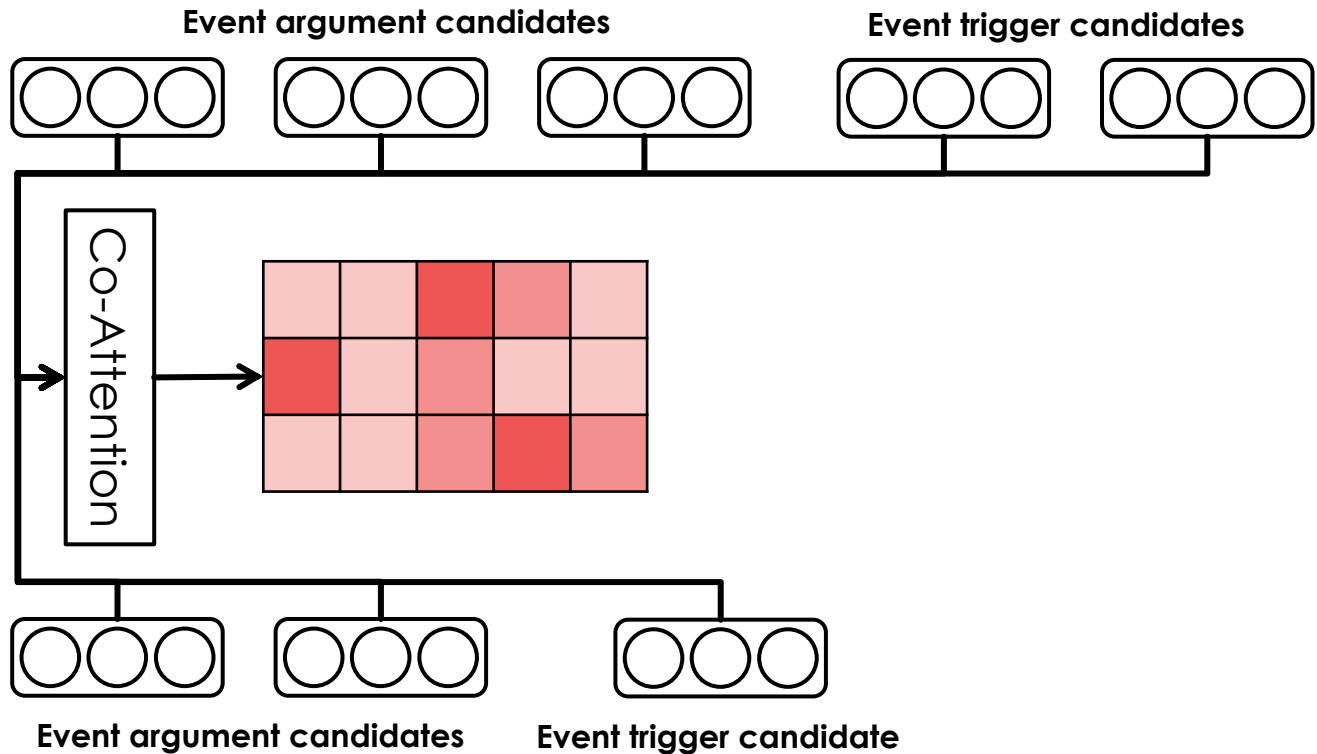 Event argument candidates
Event trigger candidates
Co-Attention
Event argument candidates
Event trigger candidate